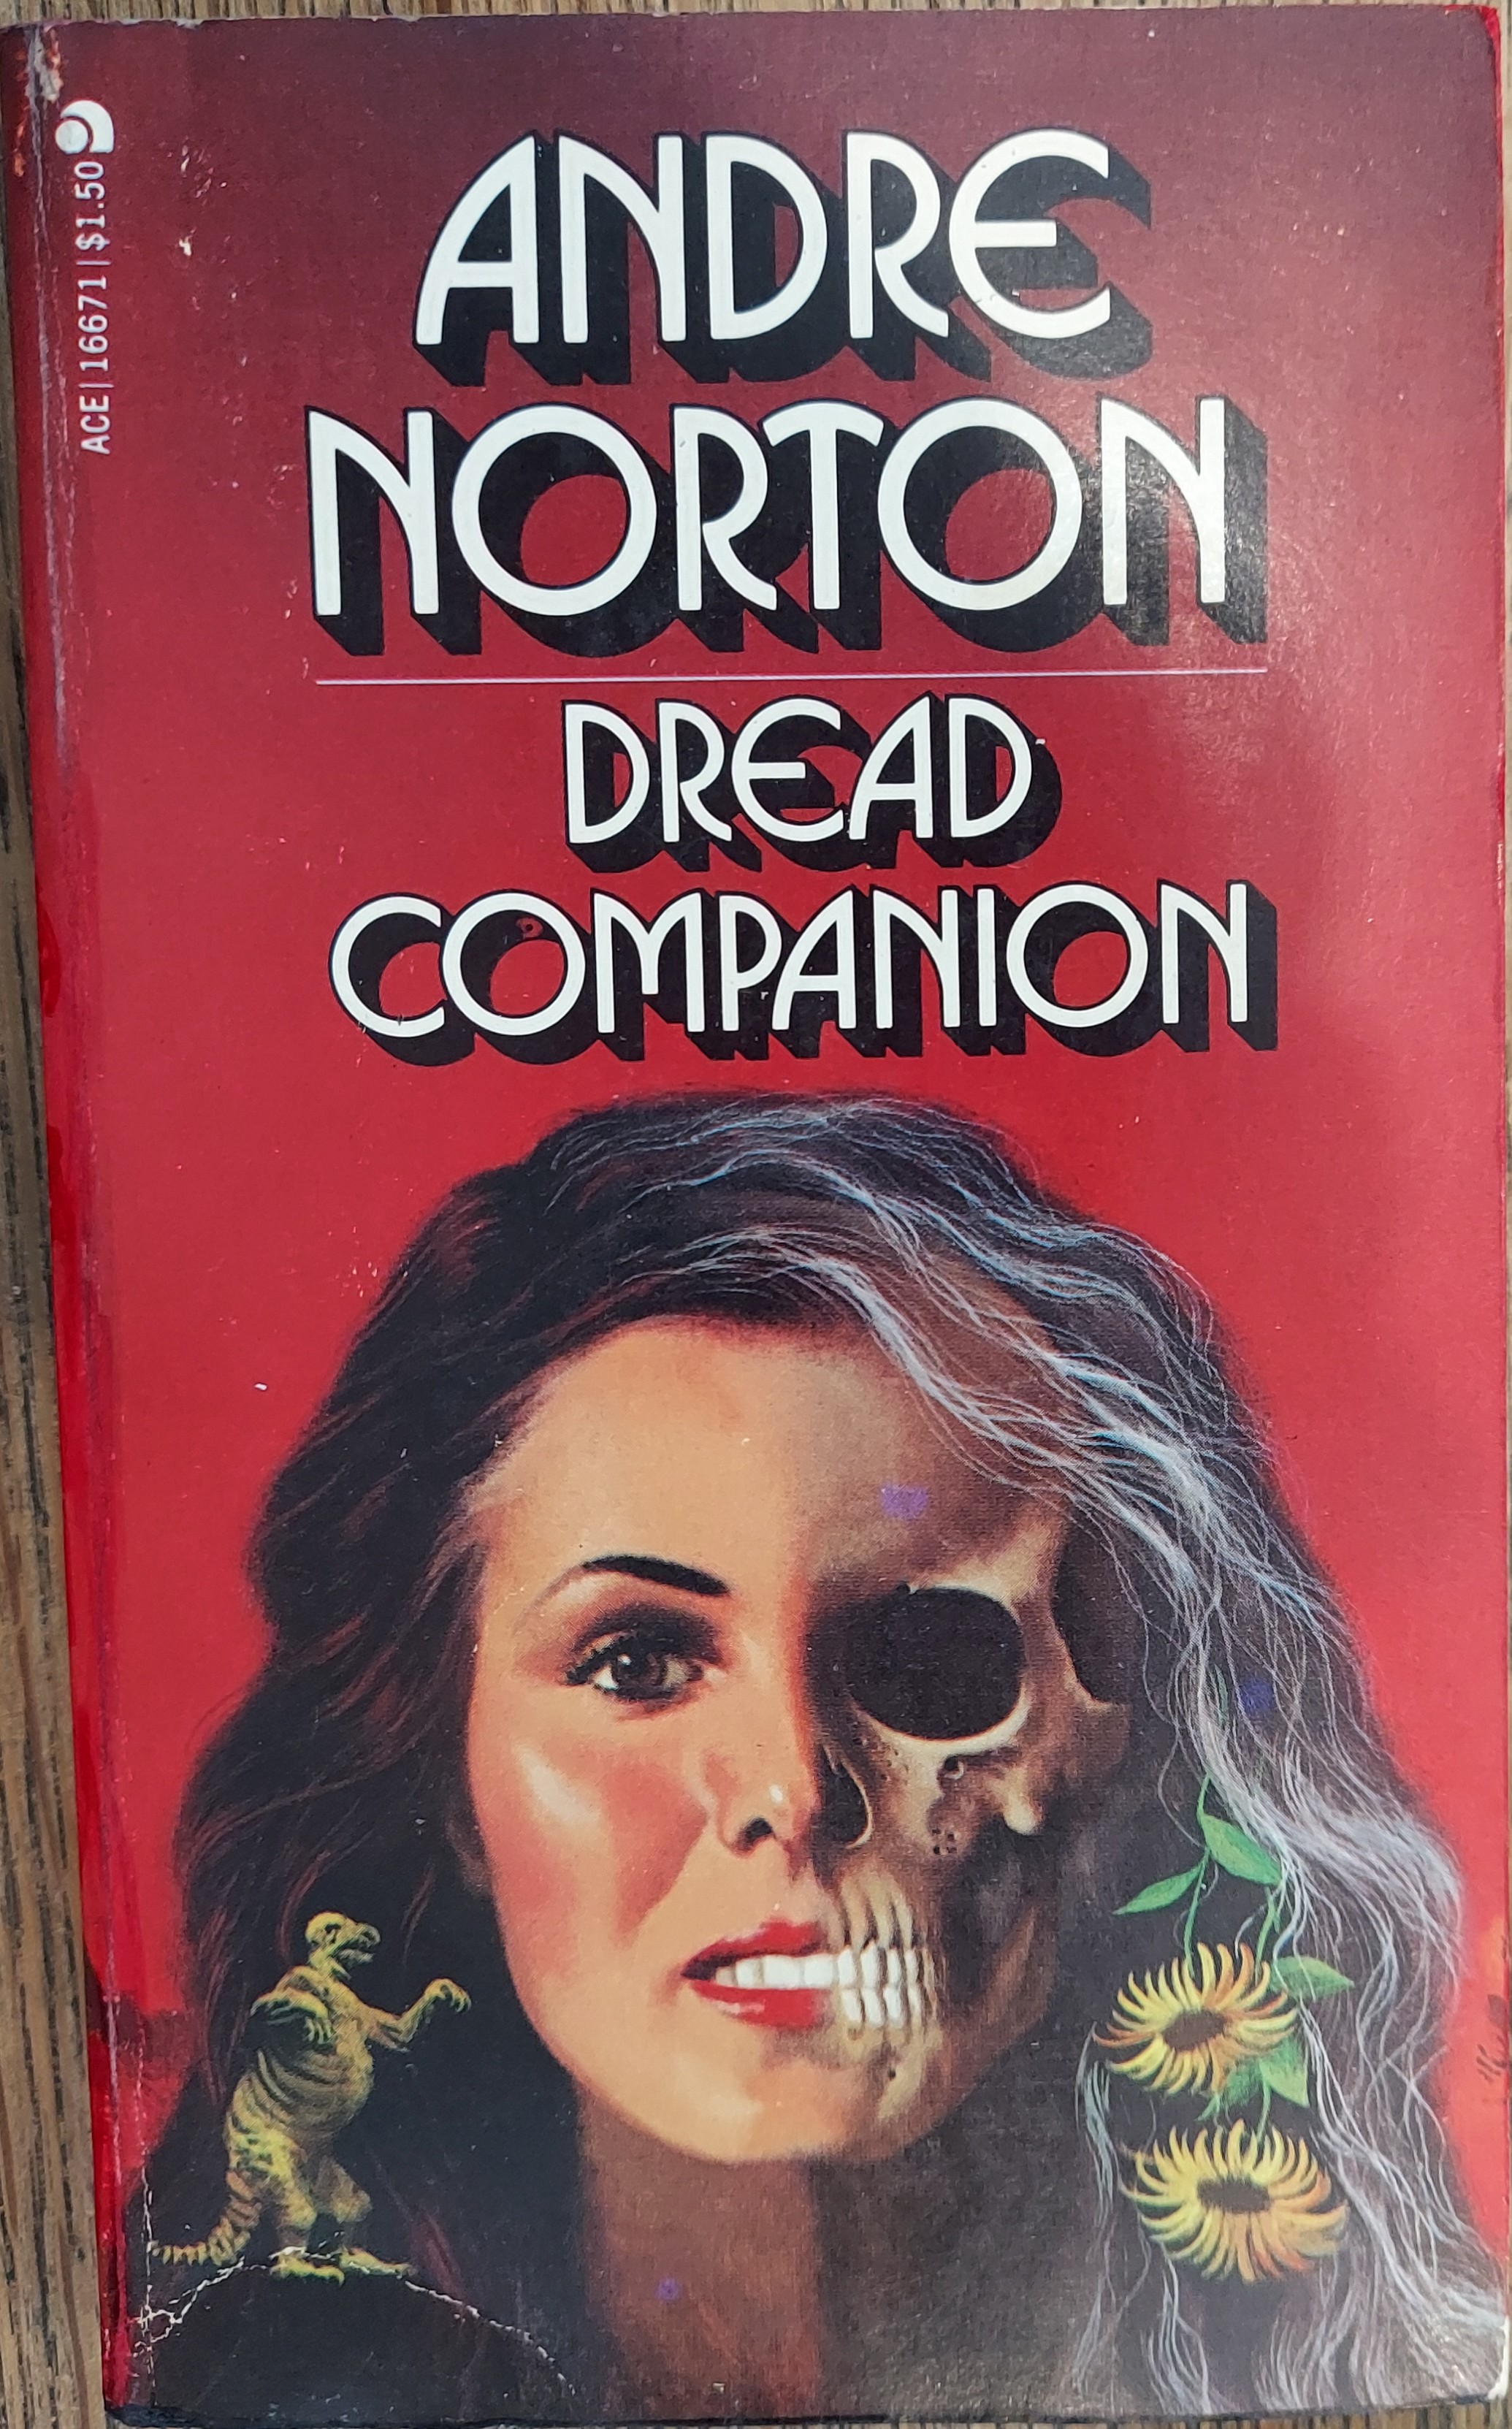 ACE|16671|$1.50
ANDRE
NORTON
DREAD
COMPANION